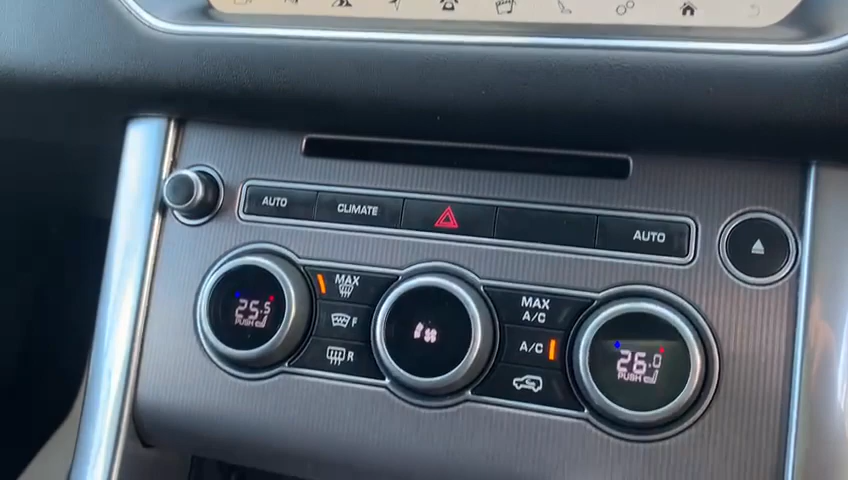 AUTO
CLIMATE
AUTO
25.5
PUSH
MAX
F
R
MAX
A/C
A/C
26.0
PUSH